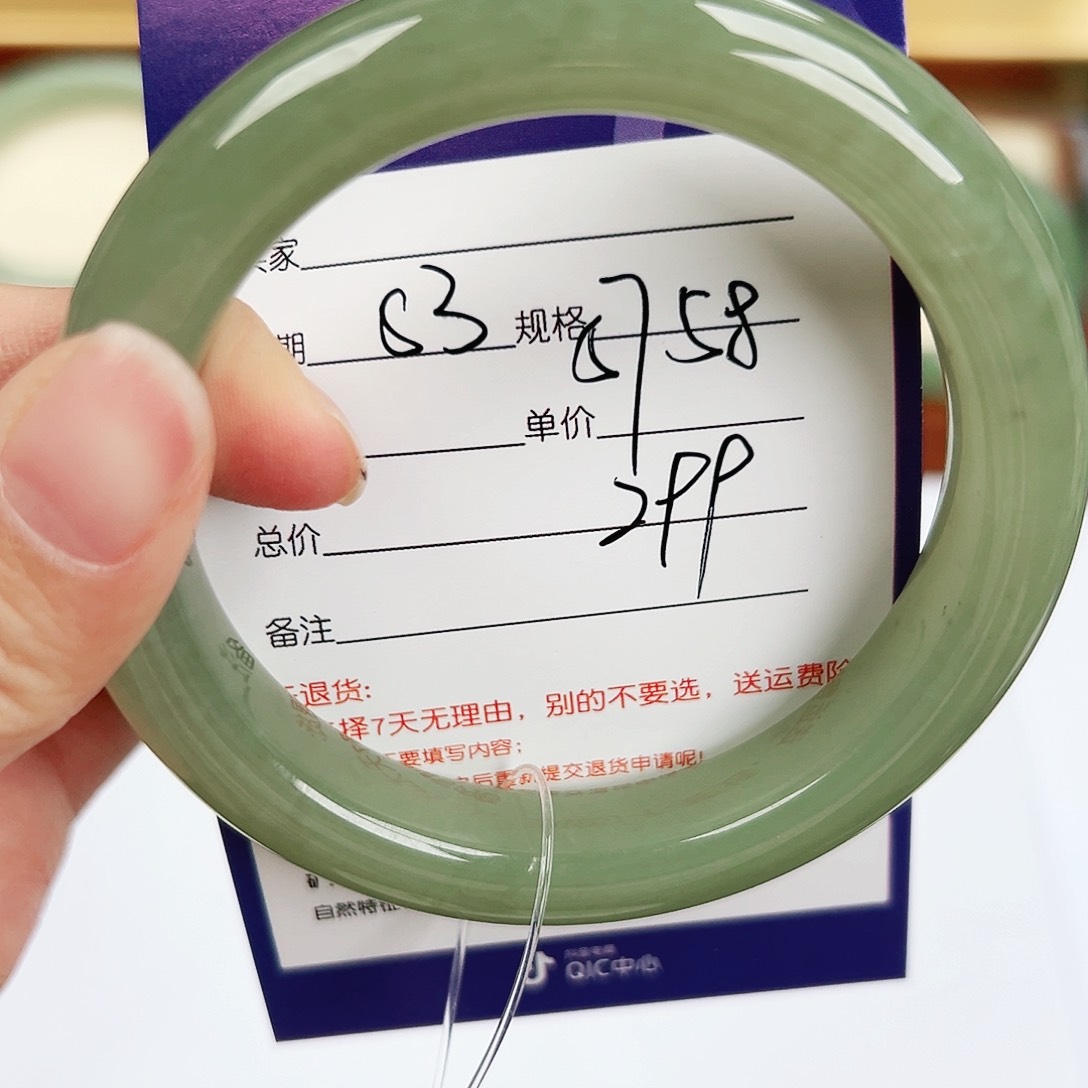 家
期 53 规格 57 58
单价
299
总价
备注
退货:
择7天无理由，别的不要选，送运费险
要填写内容；
提交退货申请呢!
自然特征
QIC中心